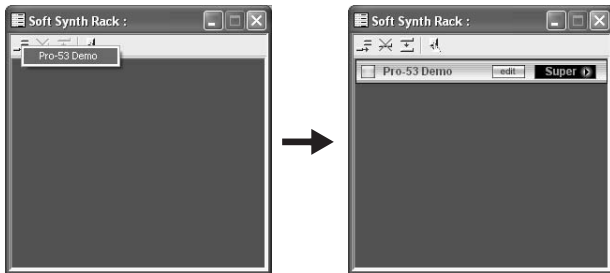 Soft Synth Rack :
Pro-53 Demo
Soft Synth Rack :
Pro-53 Demo edit Super